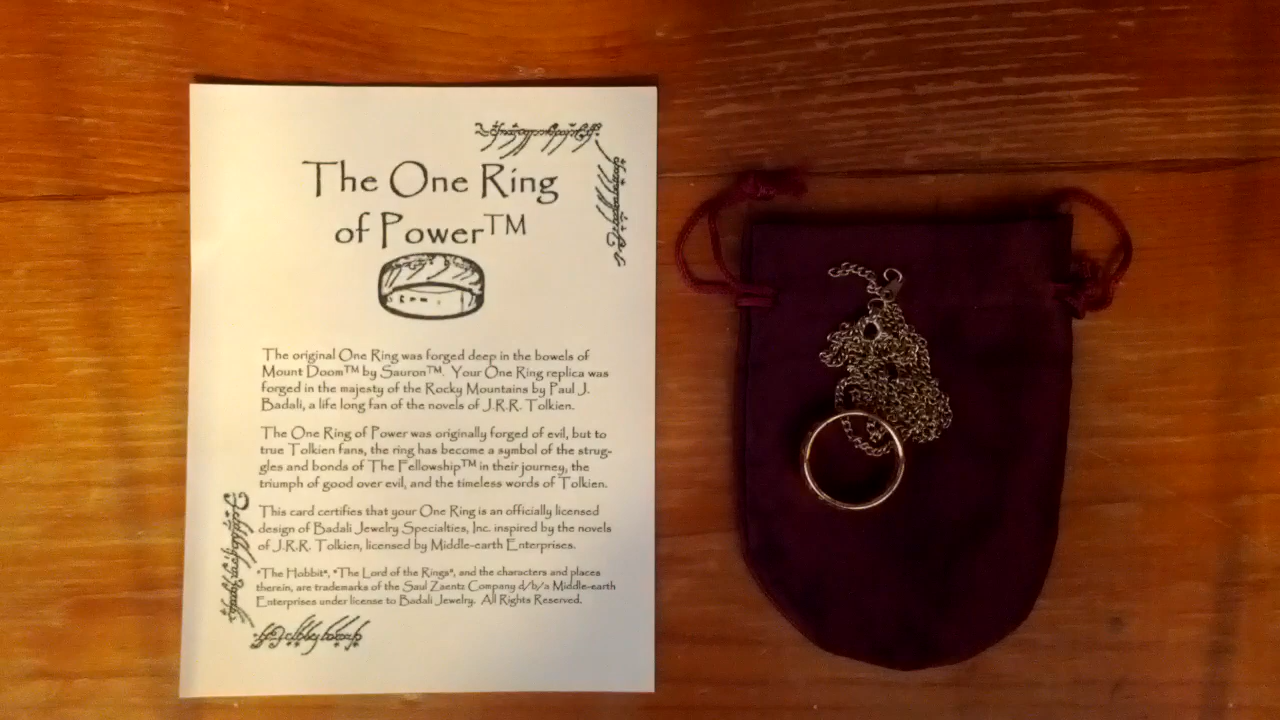 The One Ring
of Power™
The original One Ring was forged deep in the bowels of
Mount Doom™ by Sauron™. Your One Ring replica was
forged in the majesty of the Rocky Mountains by Paul J.
Badali, a life long fan of the novels of J.R.R. Tolkien.
The One Ring of Power was originally forged of evil, but to
true Tolkien fans, the ring has become a symbol of the strug-
gles and bonds of The Fellowship™ in their journey, the
triumph of good over evil, and the timeless words of Tolkien.
This card certifies that your One Ring is an officially licensed
design of Badali Jewelry Specialties, Inc. inspired by the novels
of J.R.R. Tolkien, licensed by Middle-earth Enterprises.
"The Hobbit", "The Lord of the Rings", and the characters and places
therein, are trademarks of the Saul Zaentz Company d/b/a Middle-earth
Enterprises under license to Badali Jewelry. All Rights Reserved.